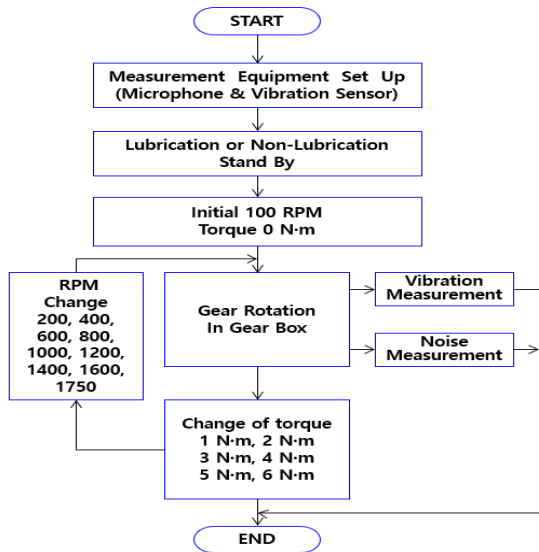 START
Measurement Equipment Set Up
(Microphone & Vibration Sensor)
Lubrication or Non-Lubrication
Stand By
Initial 100 RPM
Torque 0 N·m
RPM
Change
200, 400,
600, 800,
1000, 1200,
1400, 1600,
1750
Gear Rotation
In Gear Box
Vibration
Measurement
Noise
Measurement
Change of torque
1 N·m, 2 N·m
3 N·m, 4 N·m
5 N·m, 6 N·m
END